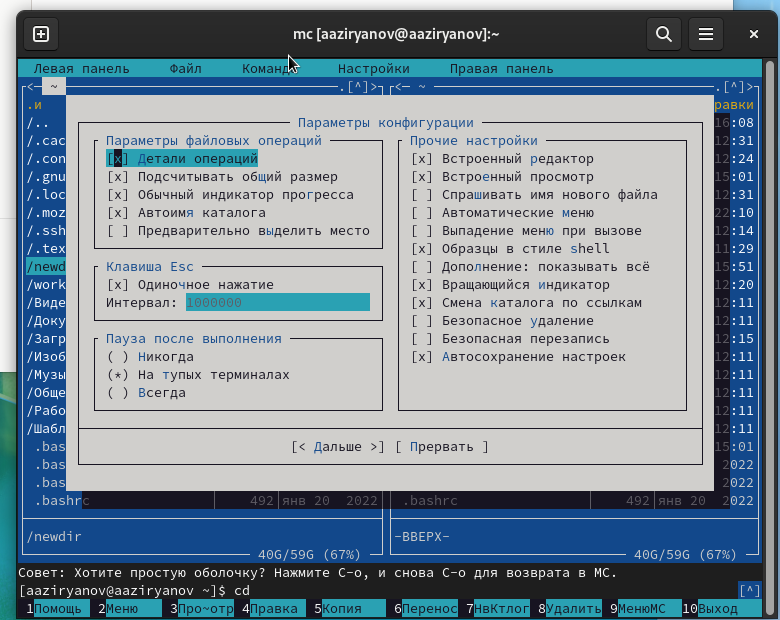 mc [aaziryanov@aaziryanov]:~
Левая панель Файл Команд Настройки Правая панель
<─ ~ .[^]> <─ ~ .[^]>
.и равки
Параметры конфигурации
/.. 16:08
Параметры файловых операций Прочие настройки
/.cac 12:31
[x] Детали операций [x] Встроенный редактор
/.con 12:24
[x] Подсчитывать общий размер [x] Встроенный просмотр
/.gnu 15:01
[x] Обычный индикатор прогресса [ ] Спрашивать имя нового файла
/.loc 12:31
[x] Автоимя каталога [ ] Автоматические меню
/.moz 22:10
[ ] Предварительно выделить место [ ] Выпадение меню при вызове
/.ssh 12:14
[x] Образцы в стиле shell
/.tex 11:29
Клавиша Esc [ ] Дополнение: показывать всё
/newd 15:51
[x] Одиночное нажатие [x] Вращающийся индикатор
/work 12:20
Интервал: 1000000 [x] Смена каталога по ссылкам
/Виде 12:11
[ ] Безопасное удаление
/Доку 12:11
Пауза после выполнения [ ] Безопасная перезапись
/Загр 12:15
( ) Никогда [x] Автосохранение настроек
/Изоб 12:11
(*) На тупых терминалах
/Музы 12:11
( ) Всегда
/Обще 12:11
/Рабо 12:11
/Шабл 12:11
[< Дальше >] [ Прервать ]
.bas 15:01
.bas 2022
.bas 2022
.bashrc 492 янв 20 2022 .bashrc 492 янв 20 2022
/newdir -ВВЕРХ-
40G/59G (67%) 40G/59G (67%)
Совет: Хотите простую оболочку? Нажмите C-o, и снова C-o для возврата в MC.
[aaziryanov@aaziryanov ~]$ cd [^]
1Помощь 2Меню 3Про~отр 4Правка 5Копия 6Перенос 7НвКтлог 8Удалить 9МенюMC 10Выход